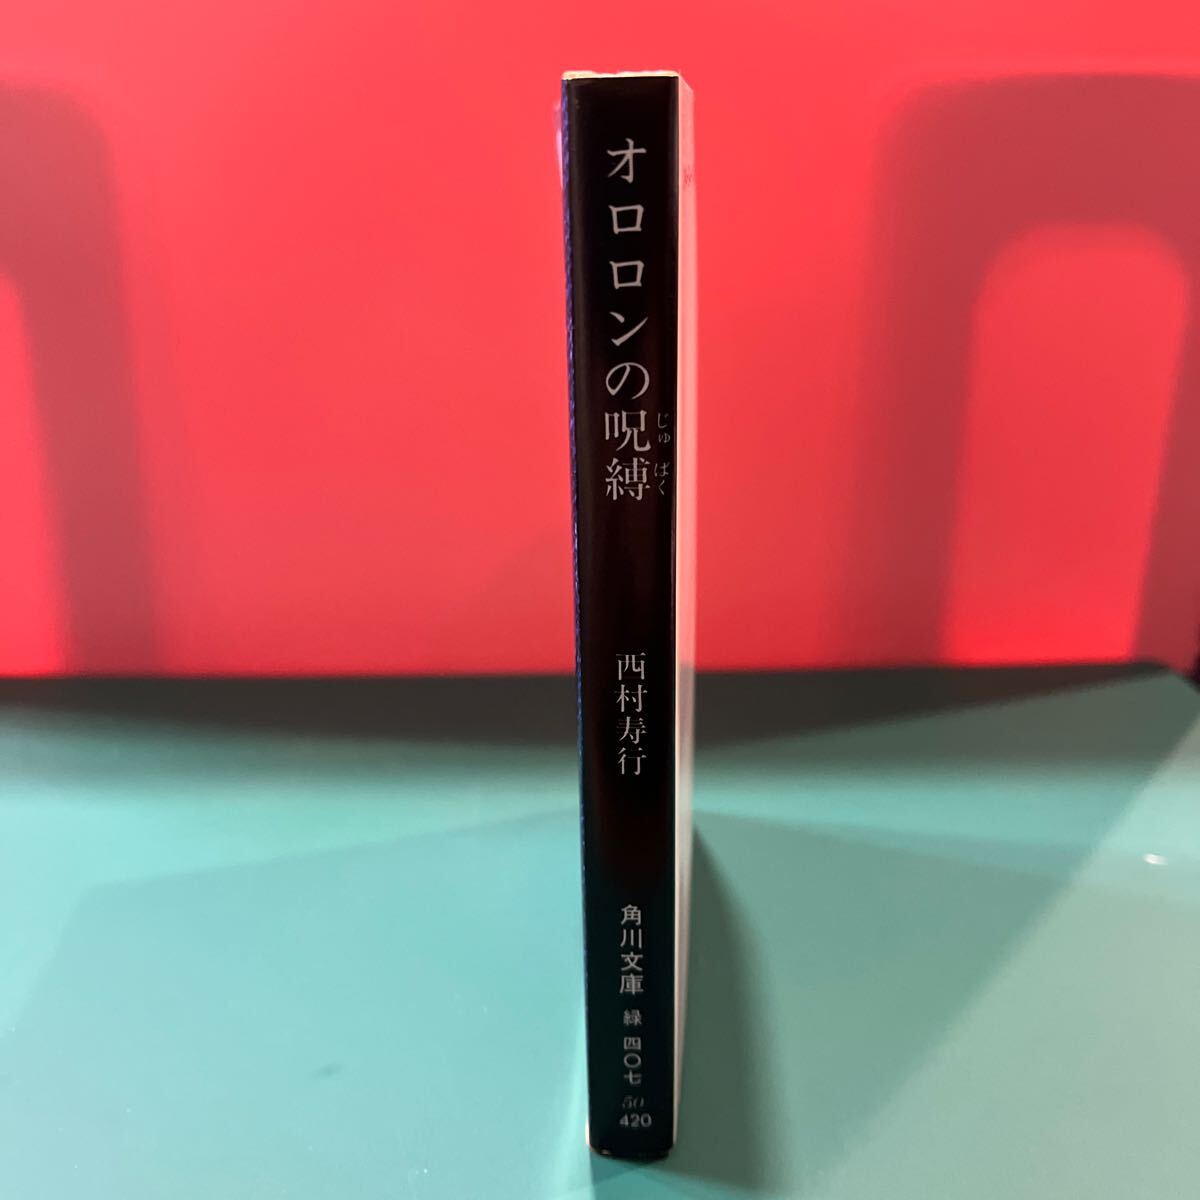 オロロンの呪縛
じゅばく
西村寿行
角川文庫
緑 四〇七
50
420